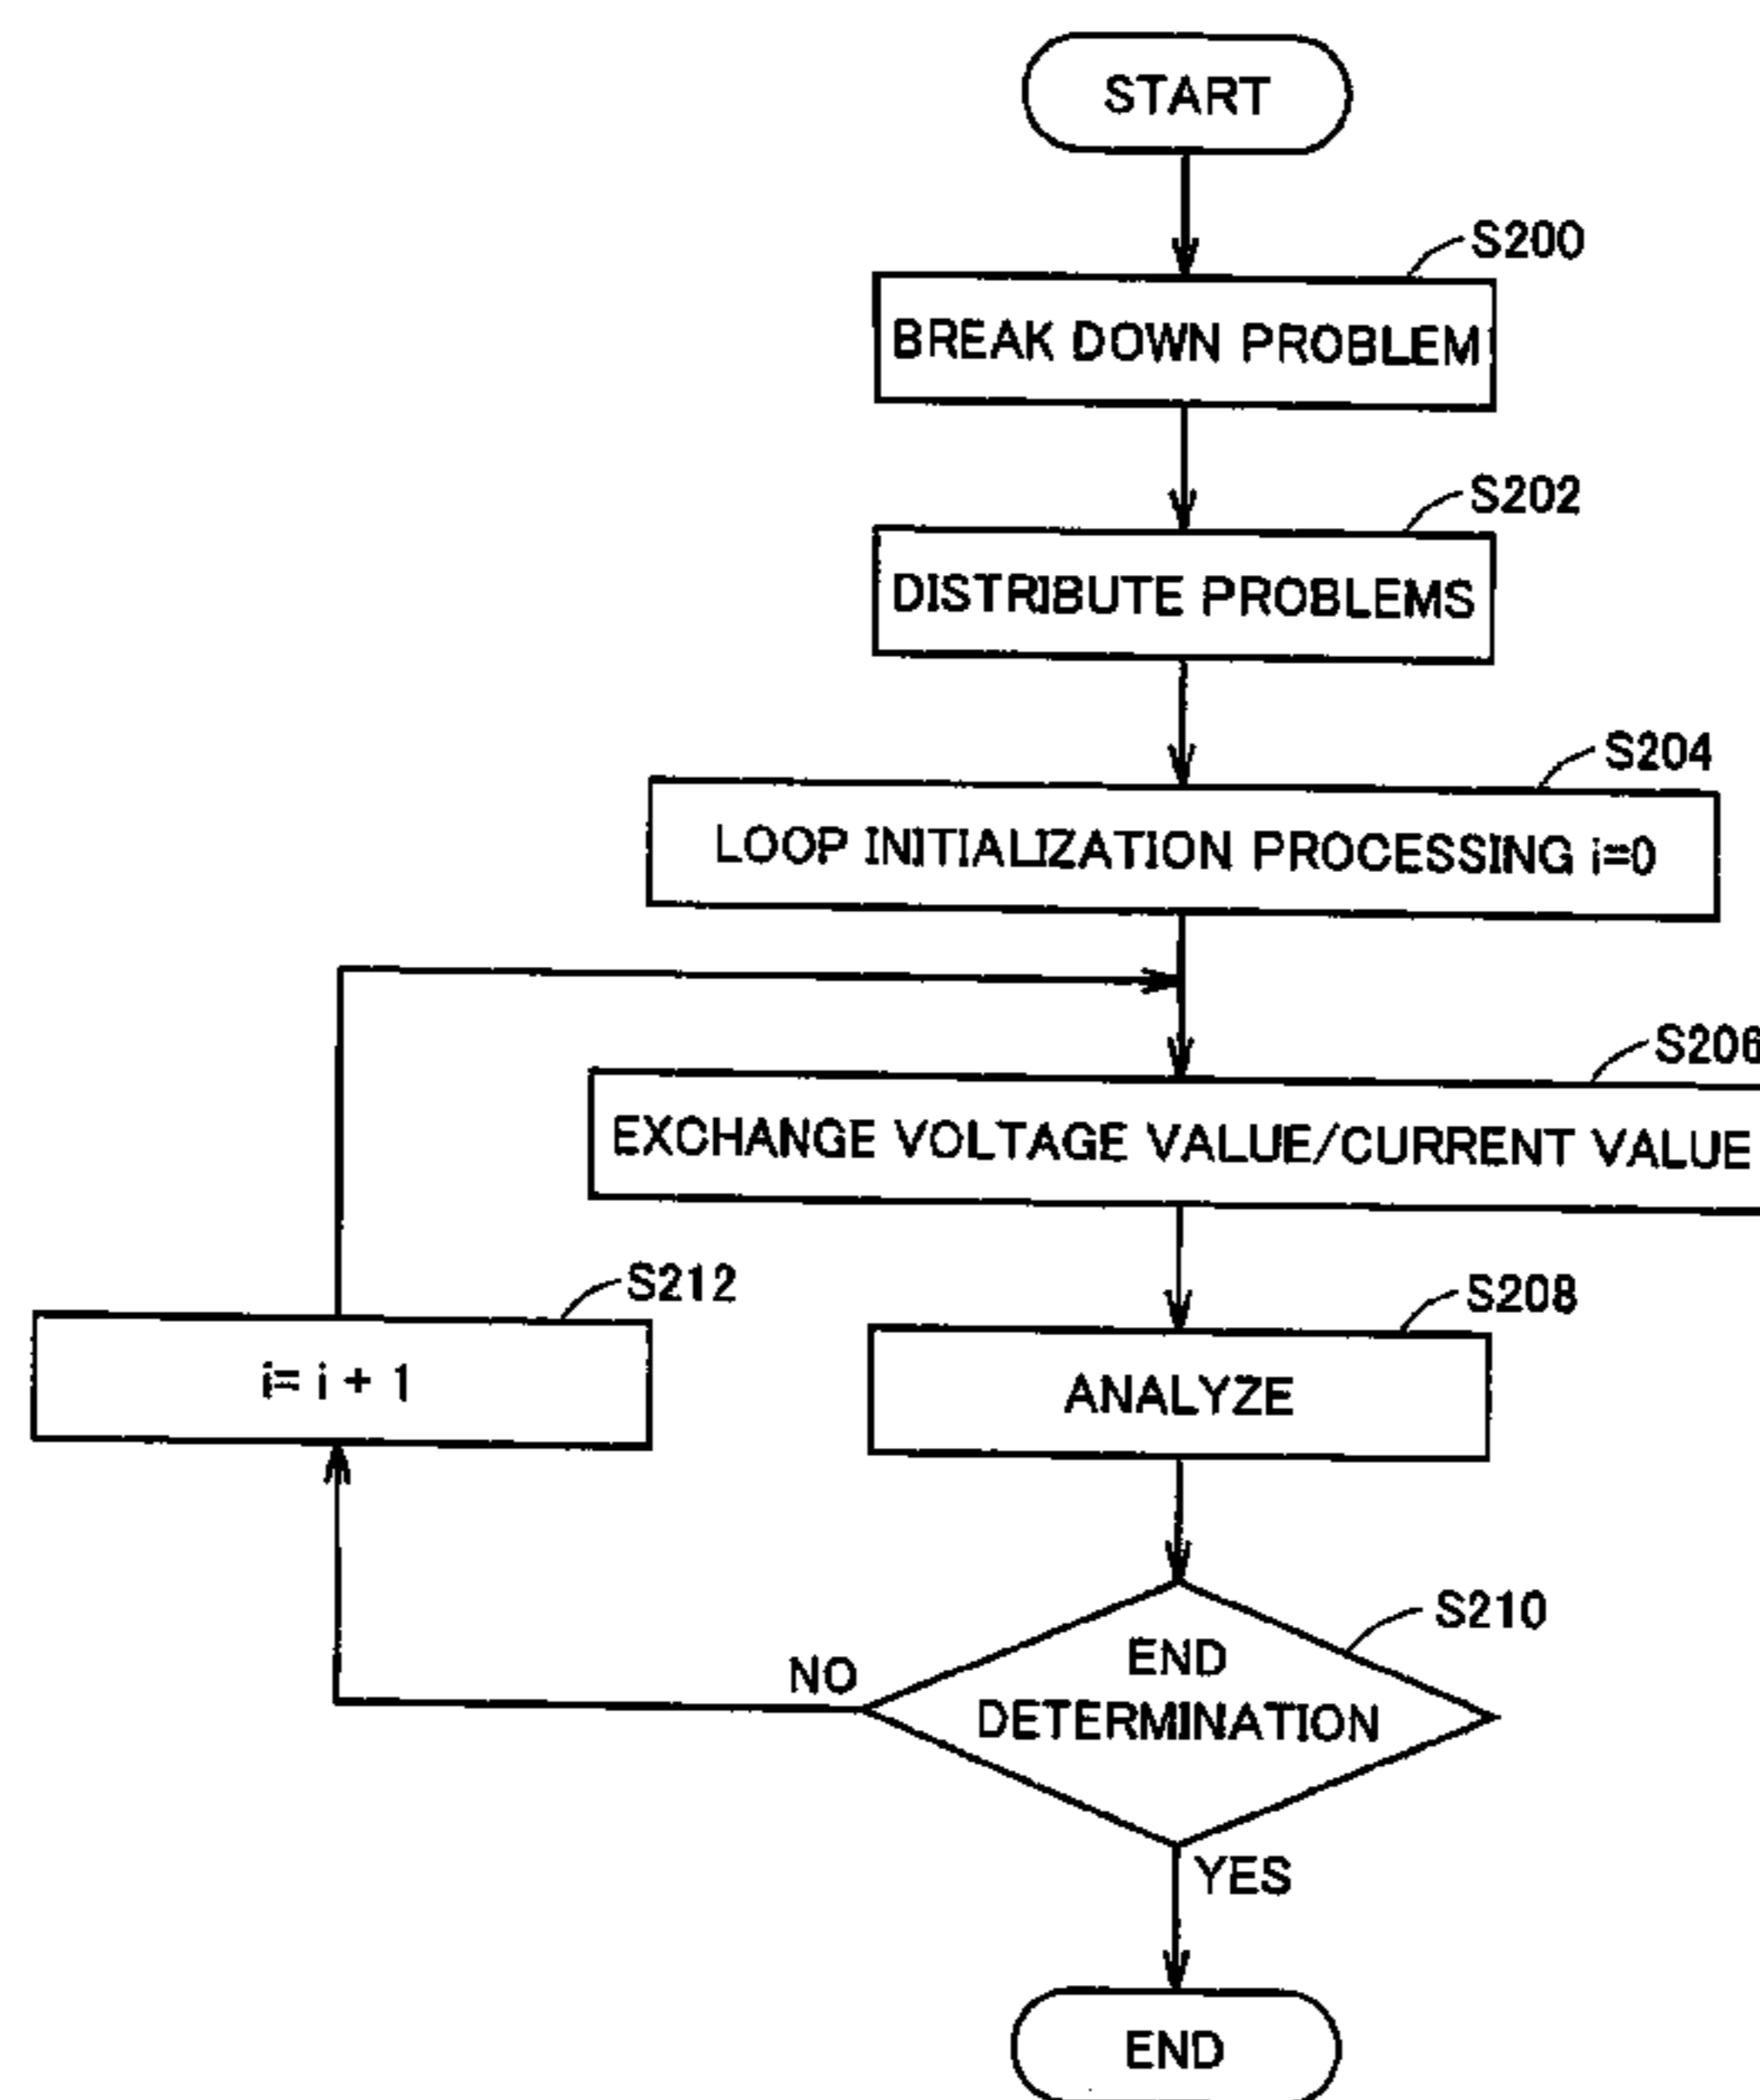 START
S200
BREAK DOWN PROBLEM
S202
DISTRIBUTE PROBLEMS
S204
LOOP INITIALIZATION PROCESSING i=0
S206
EXCHANGE VOLTAGE VALUE/CURRENT VALUE
S212
i= i + 1
S208
ANALYZE
S210
END
DETERMINATION
NO
YES
END